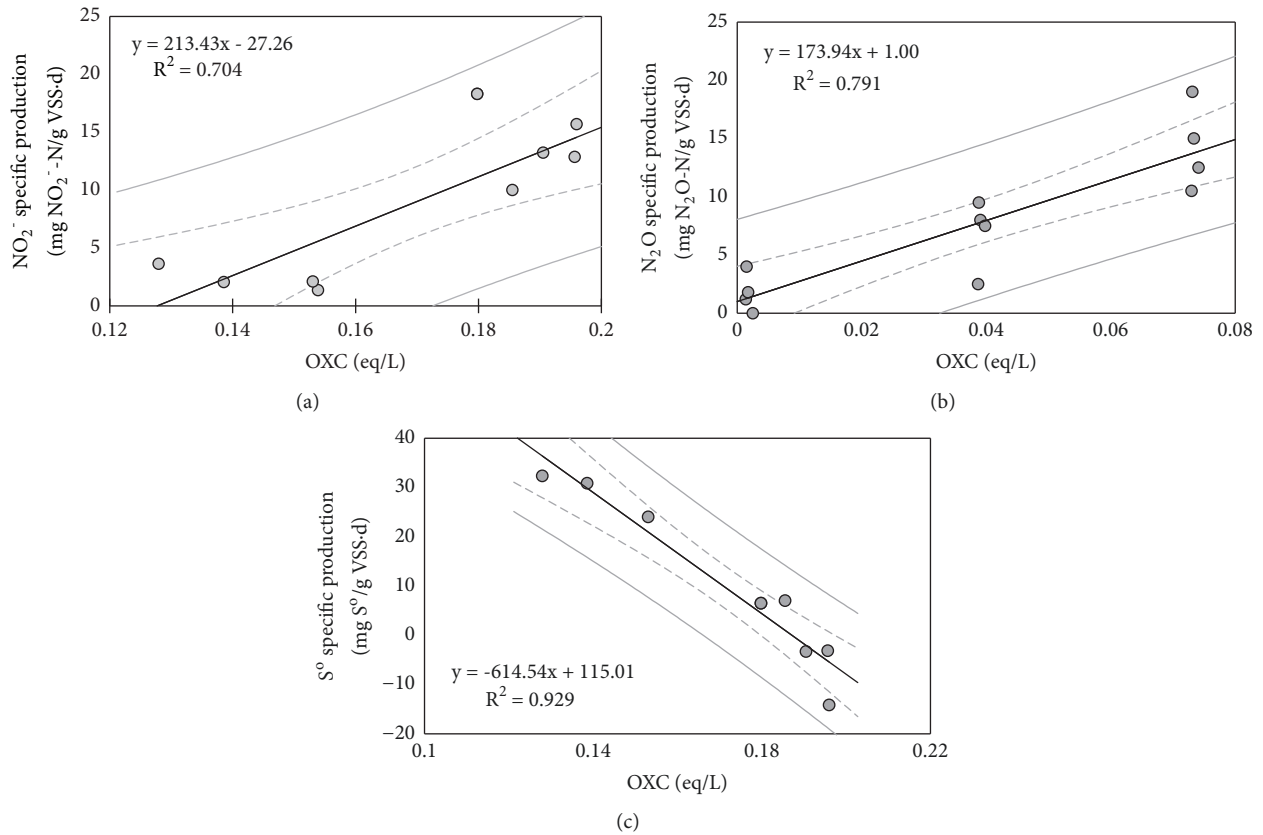 NO₂⁻ specific production
(mg NO₂⁻-N/g VSS·d)
25
20
15
10
5
0
y = 213.43x - 27.26
R² = 0.704
0.12 0.14 0.16 0.18 0.2
OXC (eq/L)
(a)
N₂O specific production
(mg N₂O-N/g VSS·d)
25
20
15
10
5
0
y = 173.94x + 1.00
R² = 0.791
0 0.02 0.04 0.06 0.08
OXC (eq/L)
(b)
S⁰ specific production
(mg S⁰/g VSS·d)
40
30
20
10
0
−10
−20
y = -614.54x + 115.01
R² = 0.929
0.1 0.14 0.18 0.22
OXC (eq/L)
(c)